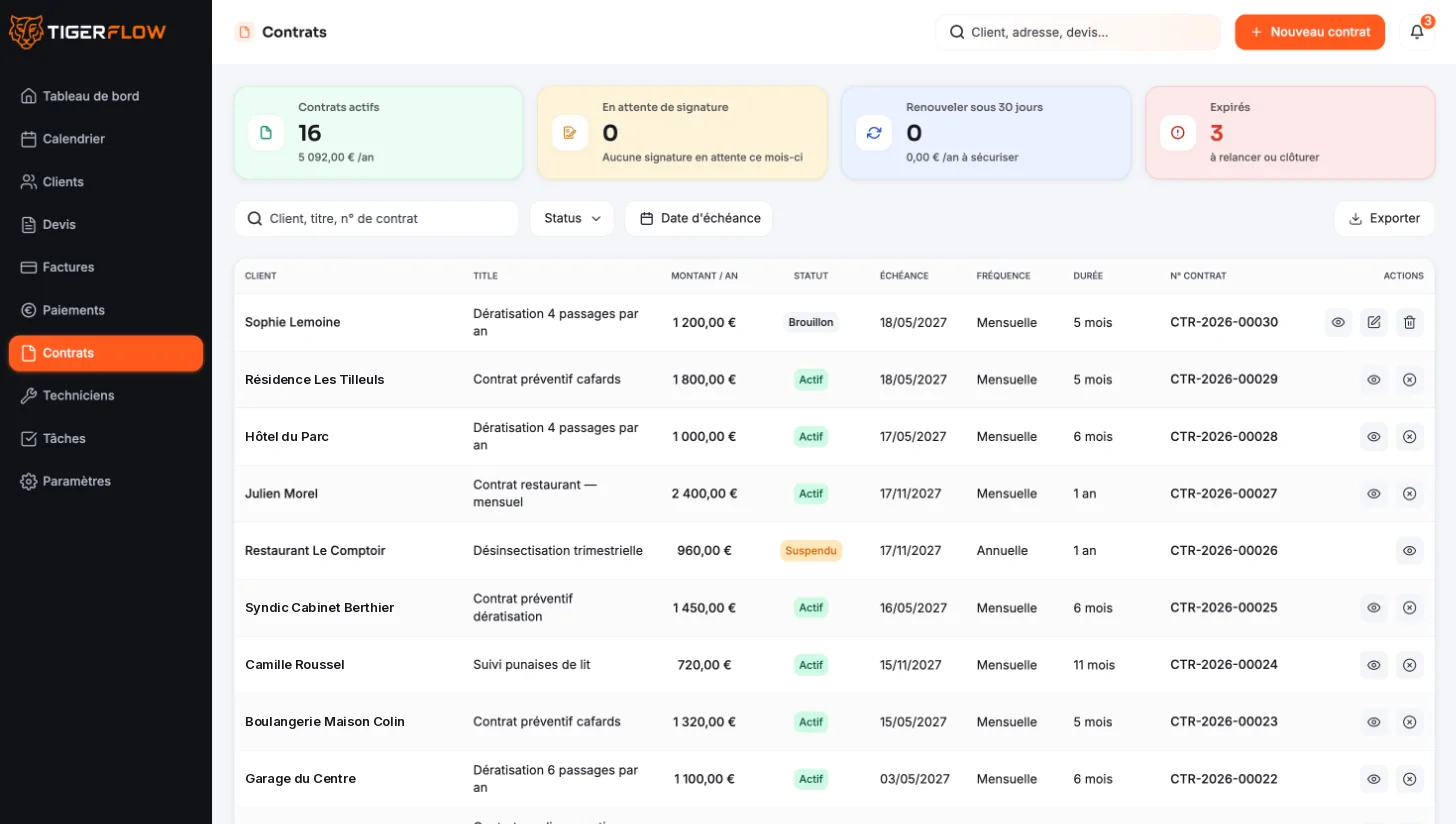 TIGERFLOW
Contrats
Client, adresse, devis...
+ Nouveau contrat
3
Tableau de bord
Calendrier
Clients
Devis
Factures
Paiements
Contrats
Techniciens
Tâches
Paramètres
Contrats actifs
16
5 092,00 € /an
En attente de signature
0
Aucune signature en attente ce mois-ci
Renouveler sous 30 jours
0
0,00 € /an à sécuriser
Expirés
3
à relancer ou clôturer
Client, titre, n° de contrat
Status
Date d'échéance
Exporter
CLIENT TITLE MONTANT / AN STATUT ÉCHÉANCE FRÉQUENCE DURÉE N° CONTRAT ACTIONS
Sophie Lemoine Dératisation 4 passages par an 1 200,00 € Brouillon 18/05/2027 Mensuelle 5 mois CTR-2026-00030
Résidence Les Tilleuls Contrat préventif cafards 1 800,00 € Actif 18/05/2027 Mensuelle 5 mois CTR-2026-00029
Hôtel du Parc Dératisation 4 passages par an 1 000,00 € Actif 17/05/2027 Mensuelle 6 mois CTR-2026-00028
Julien Morel Contrat restaurant — mensuel 2 400,00 € Actif 17/11/2027 Mensuelle 1 an CTR-2026-00027
Restaurant Le Comptoir Désinsectisation trimestrielle 960,00 € Suspendu 17/11/2027 Annuelle 1 an CTR-2026-00026
Syndic Cabinet Berthier Contrat préventif dératisation 1 450,00 € Actif 16/05/2027 Mensuelle 6 mois CTR-2026-00025
Camille Roussel Suivi punaises de lit 720,00 € Actif 15/11/2027 Mensuelle 11 mois CTR-2026-00024
Boulangerie Maison Colin Contrat préventif cafards 1 320,00 € Actif 15/05/2027 Mensuelle 5 mois CTR-2026-00023
Garage du Centre Dératisation 6 passages par an 1 100,00 € Actif 03/05/2027 Mensuelle 6 mois CTR-2026-00022